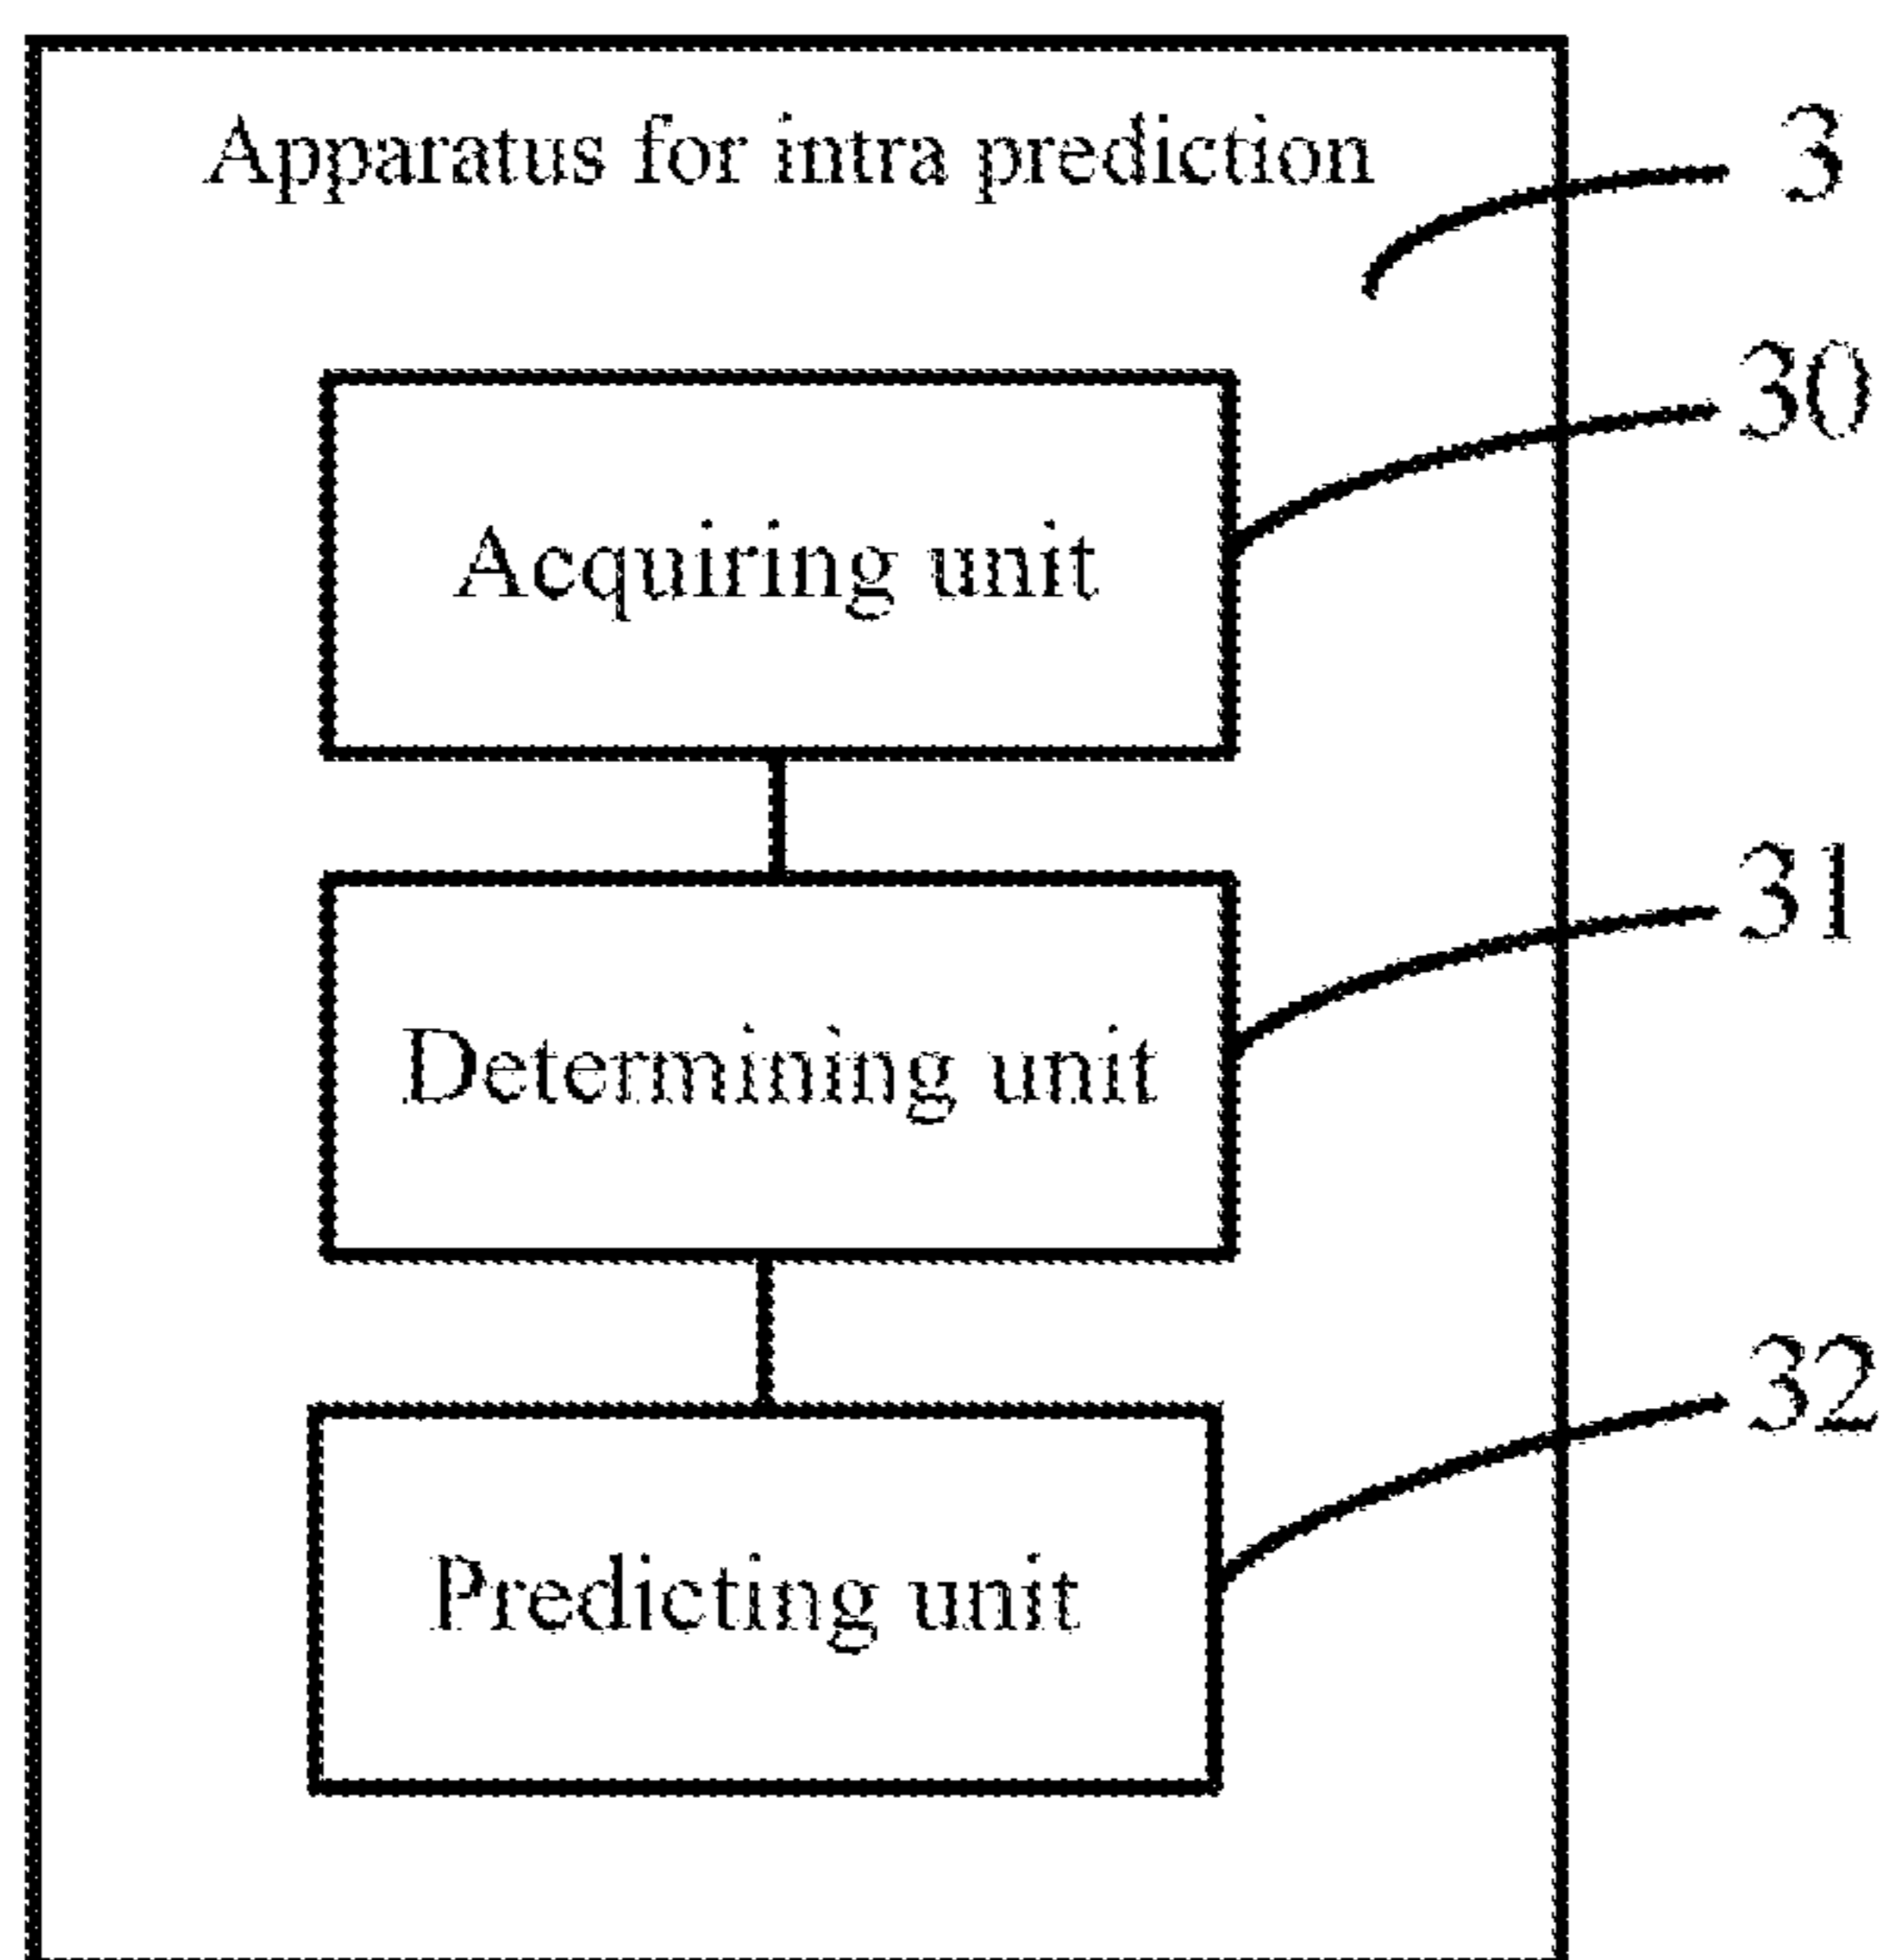 Apparatus for intra prediction
3
30
Acquiring unit
31
Determining unit
32
Predicting unit